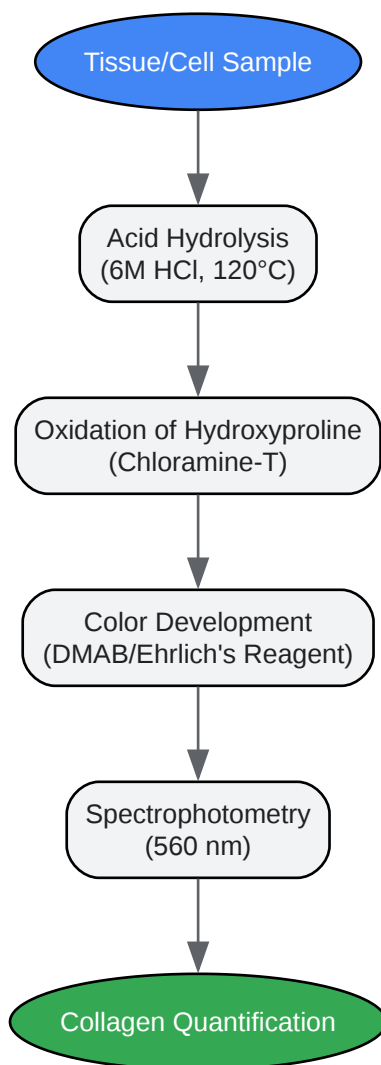 Tissue/Cell Sample
Acid Hydrolysis
(6M HCl, 120°C)
Oxidation of Hydroxyproline
(Chloramine-T)
Color Development
(DMAB/Ehrlich's Reagent)
Spectrophotometry
(560 nm)
Collagen Quantification